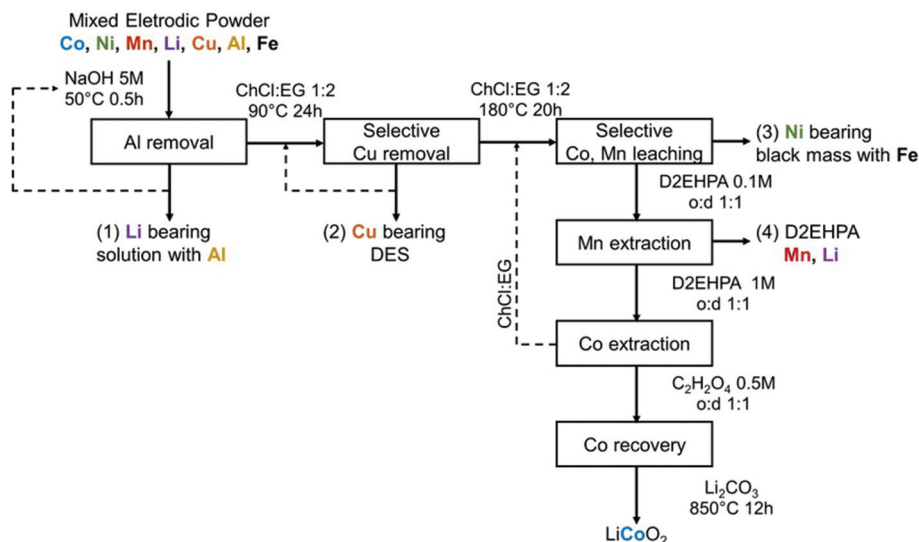 Mixed Eletrodic Powder
Co, Ni, Mn, Li, Cu, Al, Fe
NaOH 5M
50°C 0.5h
Al removal
(1) Li bearing
solution with Al
ChCl:EG 1:2
90°C 24h
Selective
Cu removal
(2) Cu bearing
DES
ChCl:EG 1:2
180°C 20h
Selective
Co, Mn leaching
(3) Ni bearing
black mass with Fe
D2EHPA 0.1M
o:d 1:1
Mn extraction
(4) D2EHPA
Mn, Li
D2EHPA 1M
o:d 1:1
ChCl:EG
Co extraction
C₂H₂O₄ 0.5M
o:d 1:1
Co recovery
Li₂CO₃
850°C 12h
LiCoO₂